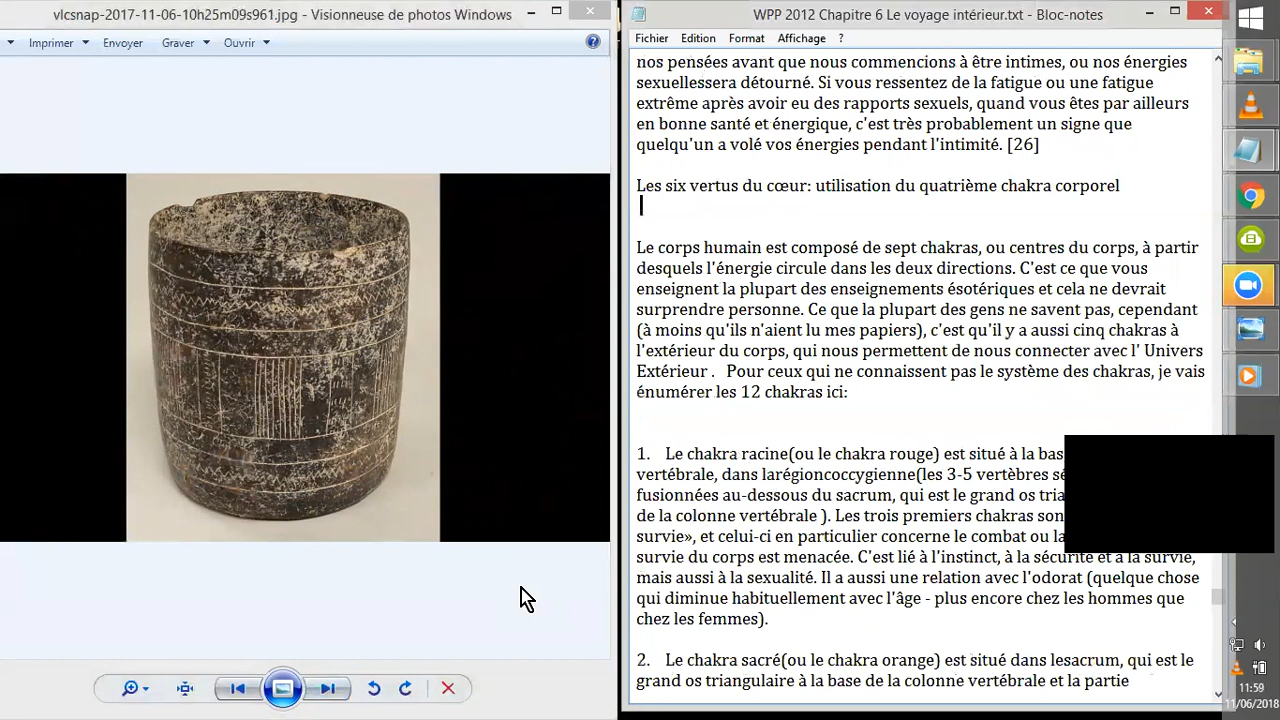 vlcsnap-2017-11-06-10h25m09s961.jpg - Visionneuse de photos Windows
Imprimer Envoyer Graver Ouvrir
WPP 2012 Chapitre 6 Le voyage intérieur.txt - Bloc-notes
Fichier Edition Format Affichage ?
nos pensées avant que nous commencions à être intimes, ou nos énergies
sexuellessera détourné. Si vous ressentez de la fatigue ou une fatigue
extrême après avoir eu des rapports sexuels, quand vous êtes par ailleurs
en bonne santé et énergique, c'est très probablement un signe que
quelqu'un a volé vos énergies pendant l'intimité. [26]
Les six vertus du cœur: utilisation du quatrième chakra corporel
Le corps humain est composé de sept chakras, ou centres du corps, à partir
desquels l'énergie circule dans les deux directions. C'est ce que vous
enseignent la plupart des enseignements ésotériques et cela ne devrait
surprendre personne. Ce que la plupart des gens ne savent pas, cependant
(à moins qu'ils n'aient lu mes papiers), c'est qu'il y a aussi cinq chakras à
l'extérieur du corps, qui nous permettent de nous connecter avec l' Univers
Extérieur . Pour ceux qui ne connaissent pas le système des chakras, je vais
énumérer les 12 chakras ici:
1. Le chakra racine(ou le chakra rouge) est situé à la bas
vertébrale, dans larégioncoccygienne(les 3-5 vertèbres sé
fusionnées au-dessous du sacrum, qui est le grand os tria
de la colonne vertébrale ). Les trois premiers chakras son
survie», et celui-ci en particulier concerne le combat ou la
survie du corps est menacée. C'est lié à l'instinct, à la sécurité et à la survie,
mais aussi à la sexualité. Il a aussi une relation avec l'odorat (quelque chose
qui diminue habituellement avec l'âge - plus encore chez les hommes que
chez les femmes).
2. Le chakra sacré(ou le chakra orange) est situé dans lesacrum, qui est le
grand os triangulaire à la base de la colonne vertébrale et la partie
11:59
11/06/2018